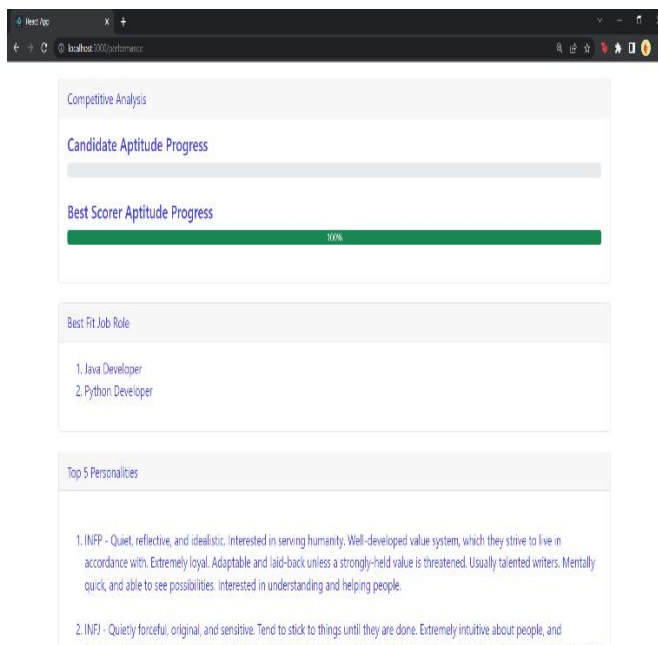 React App
localhost:3000/performance
Competitive Analysis
Candidate Aptitude Progress
Best Scorer Aptitude Progress
100%
Best Fit Job Role
1. Java Developer
2. Python Developer
Top 5 Personalities
1. INFP - Quiet, reflective, and idealistic. Interested in serving humanity. Well-developed value system, which they strive to live in
accordance with. Extremely loyal. Adaptable and laid-back unless a strongly-held value is threatened. Usually talented writers. Mentally
quick, and able to see possibilities. Interested in understanding and helping people.
2. INFJ - Quietly forceful, original, and sensitive. Tend to stick to things until they are done. Extremely intuitive about people, and